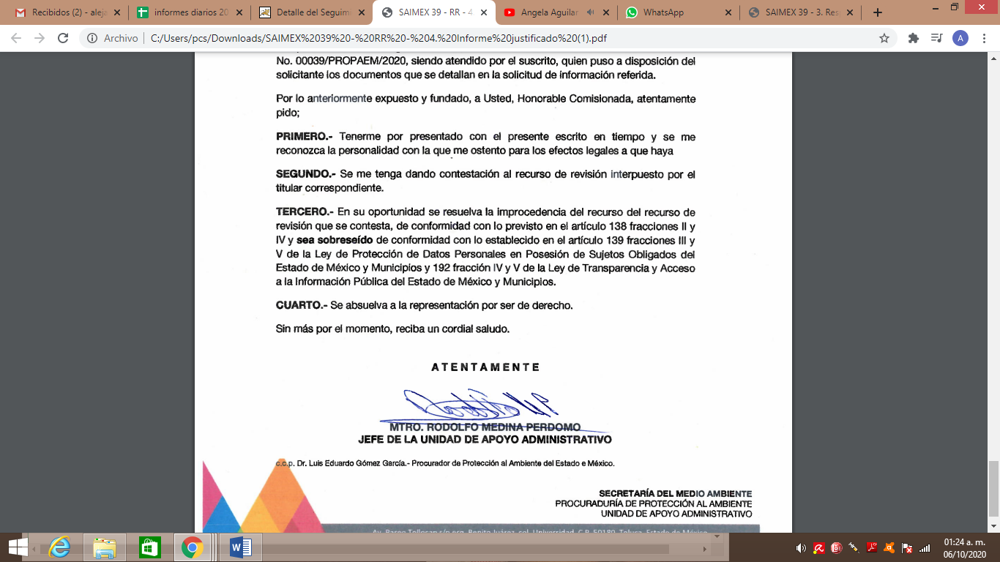 Recibidos (2) - aleja
informes diarios 20
Detalle del Seguimi
SAIMEX 39 - RR - 4
Angela Aguilar
WhatsApp
SAIMEX 39 - 3. Res
Archivo
C:/Users/pcs/Downloads/SAIMEX%2039%20-%20RR%20-%204.%20Informe%20justificado%20(1).pdf
A
No. 00039/PROPAEM/2020, siendo atendido por el suscrito, quien puso a disposición del
solicitante los documentos que se detallan en la solicitud de información referida.
Por lo anteriormente expuesto y fundado, a Usted, Honorable Comisionada, atentamente
pido;
PRIMERO.- Tenerme por presentado con el presente escrito en tiempo y se me
reconozca la personalidad con la que me ostento para los efectos legales a que haya
SEGUNDO.- Se me tenga dando contestación al recurso de revisión interpuesto por el
titular correspondiente.
TERCERO.- En su oportunidad se resuelva la improcedencia del recurso del recurso de
revisión que se contesta, de conformidad con lo previsto en el artículo 138 fracciones II y
IV y sea sobreseído de conformidad con lo establecido en el artículo 139 fracciones III y
V de la Ley de Protección de Datos Personales en Posesión de Sujetos Obligados del
Estado de México y Municipios y 192 fracción IV y V de la Ley de Transparencia y Acceso
a la Información Pública del Estado de México y Municipios.
CUARTO.- Se absuelva a la representación por ser de derecho.
Sin más por el momento, reciba un cordial saludo.
A T E N T A M E N T E
MTRO. RODOLFO MEDINA PERDOMO
JEFE DE LA UNIDAD DE APOYO ADMINISTRATIVO
c.c.p. Dr. Luis Eduardo Gómez García.- Procurador de Protección al Ambiente del Estado e México.
SECRETARÍA DEL MEDIO AMBIENTE
PROCURADURÍA DE PROTECCIÓN AL AMBIENTE
UNIDAD DE APOYO ADMINISTRATIVO
Av. Paseo Tollocan s/n esq. Benito Juárez, col. Universidad, C.P. 50180, Toluca, Estado de México
01:24 a. m.
06/10/2020